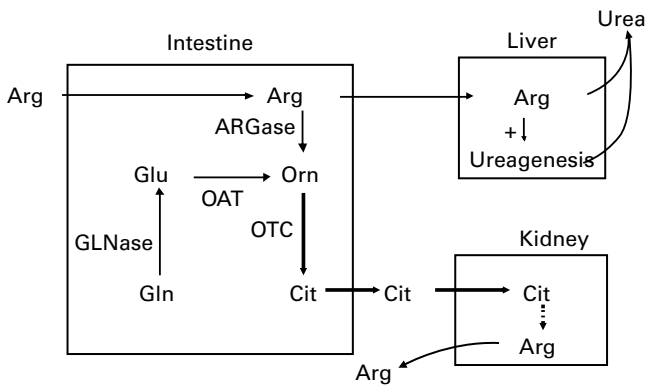 Urea
Intestine
Liver
Arg
Arg
Arg
ARGase
+
Ureagenesis
Glu
Orn
OAT
OTC
GLNase
Kidney
Gln
Cit
Cit
Cit
Arg
Arg